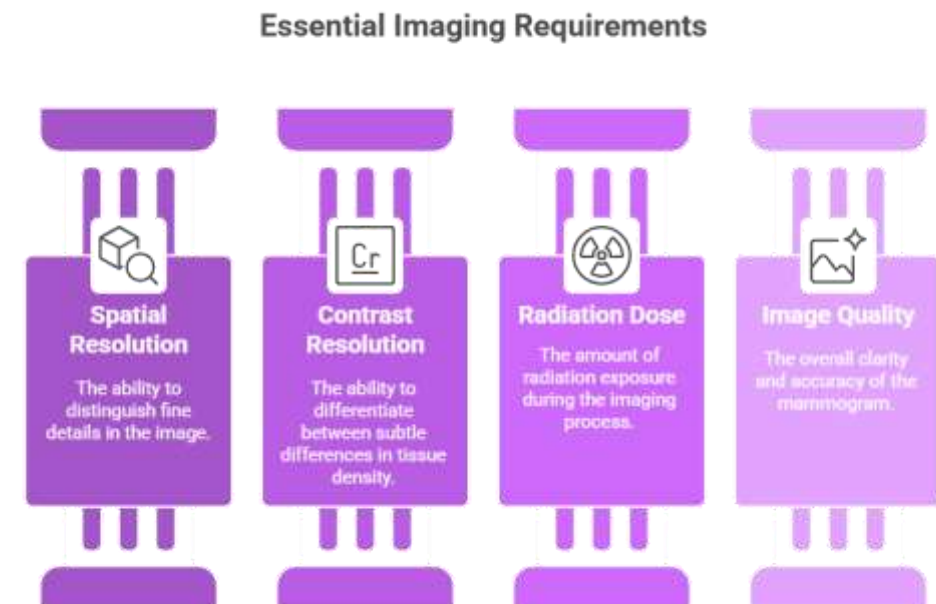 Essential Imaging Requirements
Spatial
Resolution
The ability to
distinguish fine
details in the image.
Cr
Contrast
Resolution
The ability to
differentiate
between subtle
differences in tissue
density.
Radiation Dose
The amount of
radiation exposure
during the imaging
process.
Image Quality
The overall clarity
and accuracy of the
mammogram.